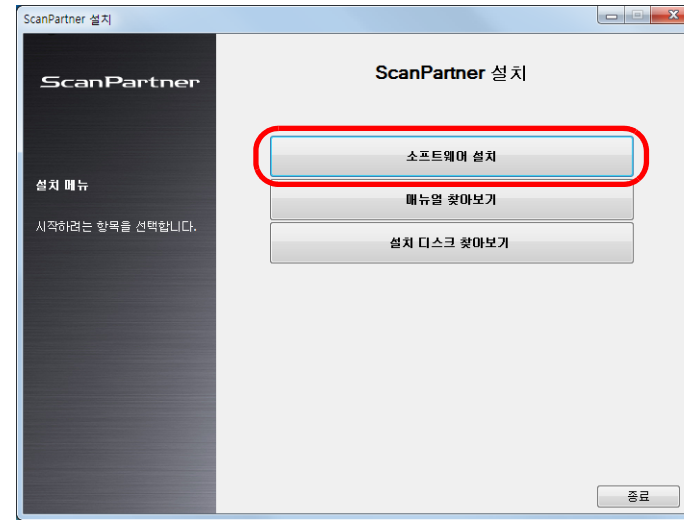 ScanPartner 설치
ScanPartner
설치 메뉴
시작하려는 항목을 선택합니다.
ScanPartner 설치
소프트웨어 설치
매뉴얼 찾아보기
설치 디스크 찾아보기
종료